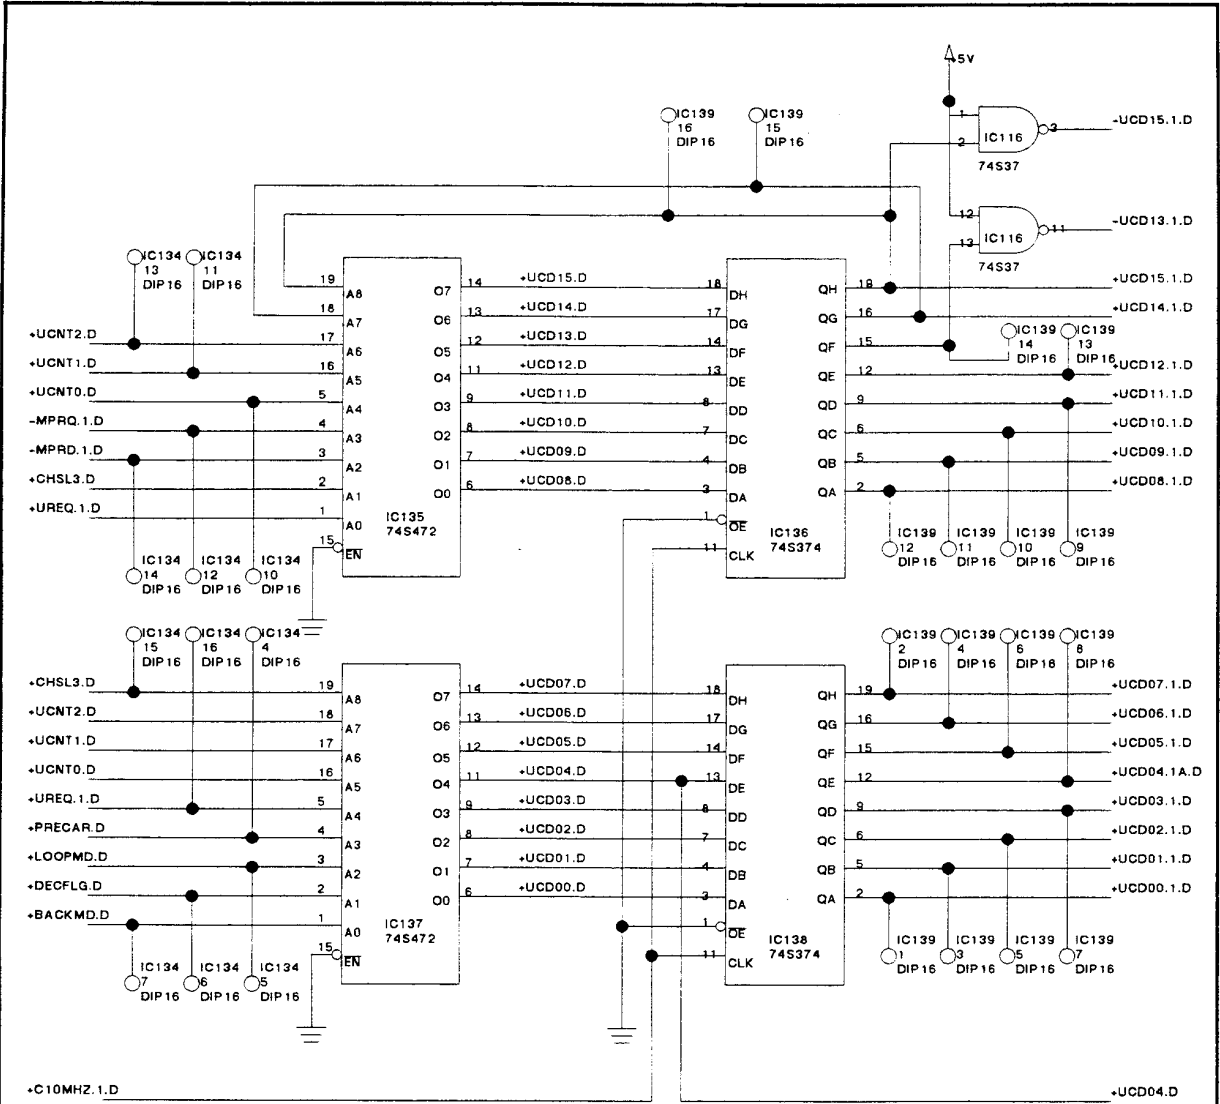 +5V
IC139 IC139
16 15
DIP16 DIP16
1 IC116 3 -UCD15.1.D
2
74S37
12 IC116 11 -UCD13.1.D
13
74S37
IC134 IC134
13 11
DIP16 DIP16
19 A8 O7 14 +UCD15.D 18 DH QH 19 +UCD15.1.D
18 A7 O6 13 +UCD14.D 17 DG QG 16 +UCD14.1.D
+UCNT2.D 17 A6 O5 12 +UCD13.D 14 DF QF 15
IC139 IC139
14 13
DIP16 DIP16
+UCNT1.D 16 A5 O4 11 +UCD12.D 13 DE QE 12 +UCD12.1.D
+UCNT0.D 5 A4 O3 9 +UCD11.D 8 DD QD 9 +UCD11.1.D
-MPRQ.1.D 4 A3 O2 8 +UCD10.D 7 DC QC 6 +UCD10.1.D
-MPRD.1.D 3 A2 O1 7 +UCD09.D 4 DB QB 5 +UCD09.1.D
+CHSL3.D 2 A1 O0 6 +UCD08.D 3 DA QA 2 +UCD08.1.D
+UREQ.1.D 1 A0
IC135
74S472
15 EN
1 OE
IC136
74S374
11 CLK
IC134 IC134 IC134
14 12 10
DIP16 DIP16 DIP16
IC139 IC139 IC139 IC139
12 11 10 9
DIP16 DIP16 DIP16 DIP16
IC134 IC134 IC134
15 16 4
DIP16 DIP16 DIP16
IC139 IC139 IC139 IC139
2 4 6 8
DIP16 DIP16 DIP16 DIP16
+CHSL3.D 19 A8 O7 14 +UCD07.D 18 DH QH 19 +UCD07.1.D
+UCNT2.D 18 A7 O6 13 +UCD06.D 17 DG QG 16 +UCD06.1.D
+UCNT1.D 17 A6 O5 12 +UCD05.D 14 DF QF 15 +UCD05.1.D
+UCNT0.D 16 A5 O4 11 +UCD04.D 13 DE QE 12 +UCD04.1A.D
+UREQ.1.D 5 A4 O3 9 +UCD03.D 8 DD QD 9 +UCD03.1.D
+PRECAR.D 4 A3 O2 8 +UCD02.D 7 DC QC 6 +UCD02.1.D
+LOOPMD.D 3 A2 O1 7 +UCD01.D 4 DB QB 5 +UCD01.1.D
+DECFLG.D 2 A1 O0 6 +UCD00.D 3 DA QA 2 +UCD00.1.D
+BACKMD.D 1 A0
IC137
74S472
15 EN
1 OE
IC138
74S374
11 CLK
IC134 IC134 IC134
7 6 5
DIP16 DIP16 DIP16
IC139 IC139 IC139 IC139
1 3 5 7
DIP16 DIP16 DIP16 DIP16
+C10MHZ.1.D +UCD04.D